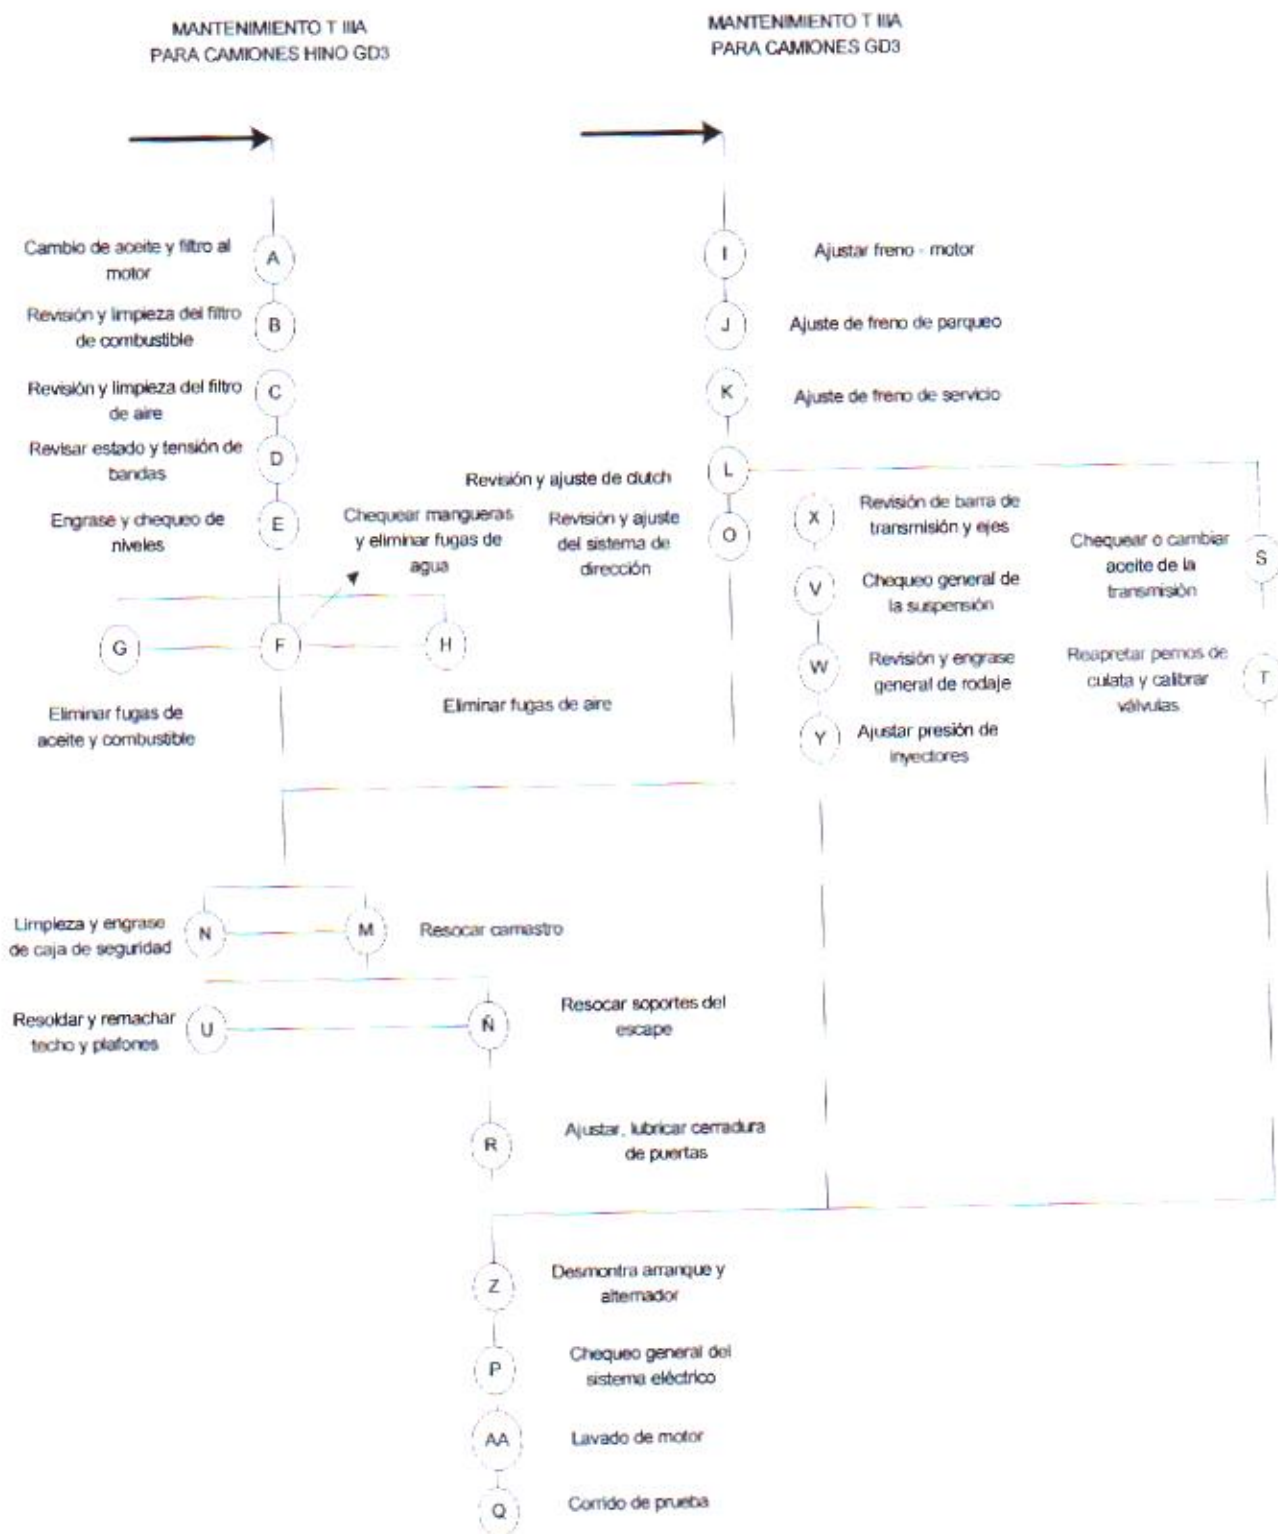 MANTENIMIENTO T IIIA
PARA CAMIONES HINO GD3
MANTENIMIENTO T IIIA
PARA CAMIONES GD3
Cambio de aceite y filtro al
motor
A
Revisión y limpieza del filtro
de combustible
B
Revisión y limpieza del filtro
de aire
C
Revisar estado y tensión de
bandas
D
Engrase y chequeo de
niveles
E
Chequear mangueras
y eliminar fugas de
agua
G
F
H
Eliminar fugas de
aceite y combustible
Eliminar fugas de aire
I
Ajustar freno - motor
J
Ajuste de freno de parqueo
K
Ajuste de freno de servicio
Revisión y ajuste de clutch
L
Revisión y ajuste
del sistema de
dirección
O
X
Revisión de barra de
transmisión y ejes
V
Chequeo general de
la suspensión
W
Revisión y engrase
general de rodaje
Y
Ajustar presión de
inyectores
Chequear o cambiar
aceite de la
transmisión
S
Reapretar pernos de
culata y calibrar
válvulas
T
Limpieza y engrase
de caja de seguridad
N
M
Resocar camastro
Resoldar y remachar
techo y plafones
U
Ñ
Resocar soportes del
escape
R
Ajustar, lubricar cerradura
de puertas
Z
Desmontra arranque y
alternador
P
Chequeo general del
sistema eléctrico
AA
Lavado de motor
Q
Corrido de prueba